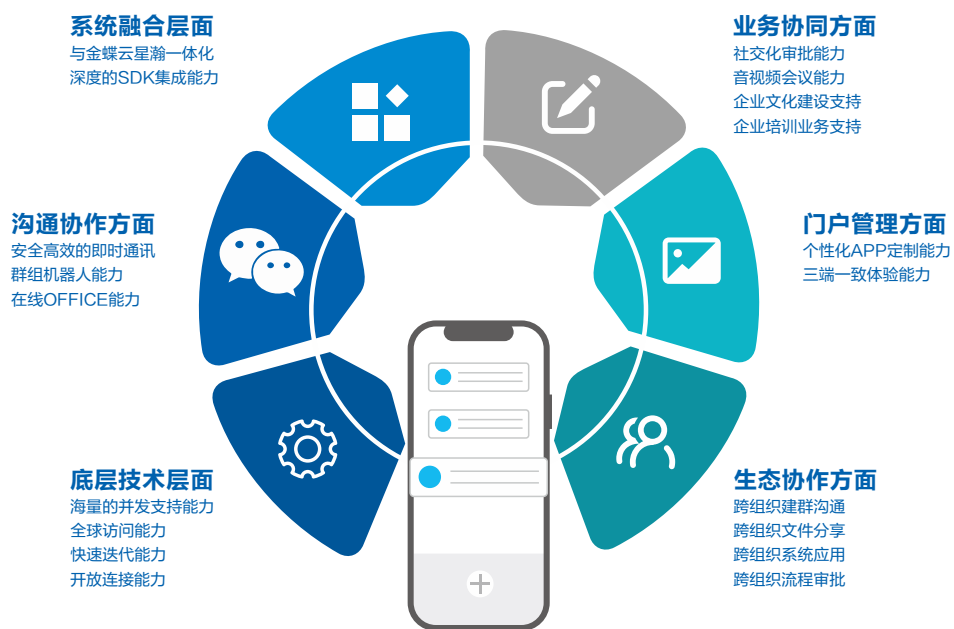 系统融合层面
与金蝶云星瀚一体化
深度的SDK集成能力
业务协同方面
社交化审批能力
音视频会议能力
企业文化建设支持
企业培训业务支持
沟通协作方面
安全高效的即时通讯
群组机器人能力
在线OFFICE能力
门户管理方面
个性化APP定制能力
三端一致体验能力
底层技术层面
海量的并发支持能力
全球访问能力
快速迭代能力
开放连接能力
生态协作方面
跨组织建群沟通
跨组织文件分享
跨组织系统应用
跨组织流程审批